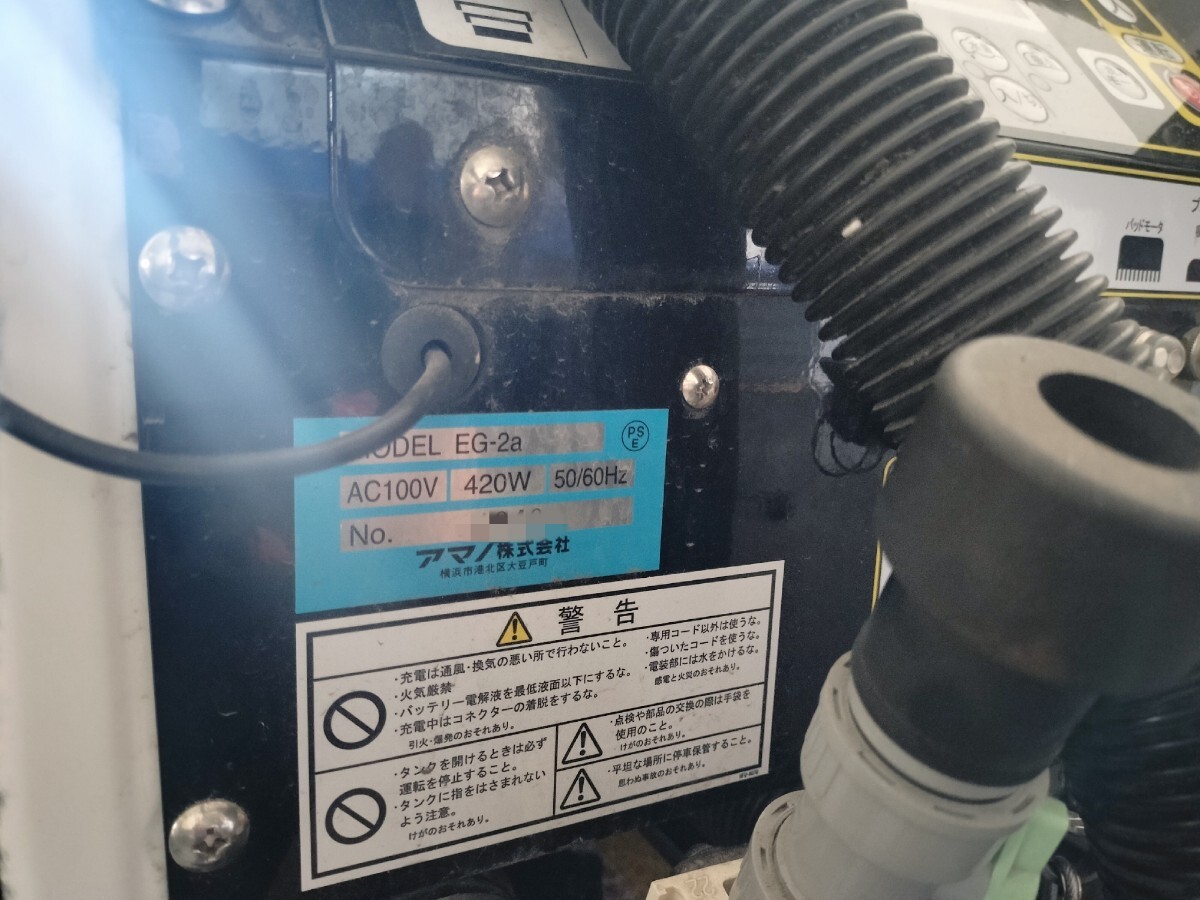 MODEL EG-2a
PS
E
AC100V 420W 50/60Hz
No.
アマノ株式会社
横浜市港北区大豆戸町
警告
・充電は通風・換気の悪い所で行わないこと。
・火気厳禁
・バッテリー電解液を最低液面以下にするな。
・充電中はコネクターの着脱をするな。
引火・爆発のおそれあり。
・専用コード以外は使うな。
・傷ついたコードを使うな。
・電装部には水をかけるな。
感電と火災のおそれあり。
・タンクを開けるときは必ず
運転を停止すること。
・タンクに指をはさまれない
よう注意。
けがのおそれあり。
・点検や部品の交換の際は手袋を
使用のこと。
けがのおそれあり。
・平坦な場所に停車保管すること。
思わぬ事故のおそれあり。
パッドモータ